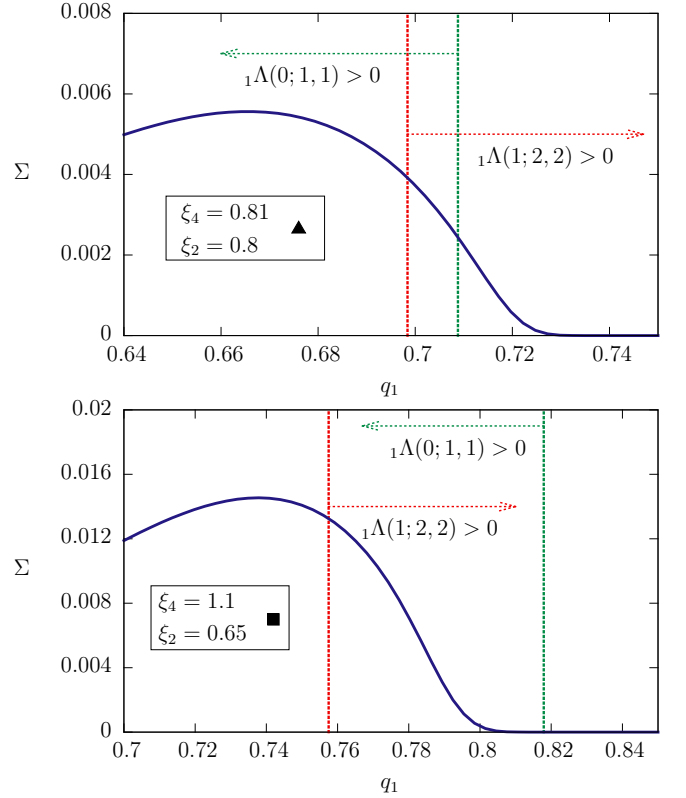 0.008
₁Λ(0; 1, 1) > 0
0.006
₁Λ(1; 2, 2) > 0
Σ
0.004
ξ₄ = 0.81 ▲
ξ₂ = 0.8
0.002
0
0.64 0.66 0.68 0.7 0.72 0.74
q₁
0.02
₁Λ(0; 1, 1) > 0
0.016
₁Λ(1; 2, 2) > 0
0.012
Σ
0.008
ξ₄ = 1.1 ■
ξ₂ = 0.65
0.004
0
0.7 0.72 0.74 0.76 0.78 0.8 0.82 0.84
q₁